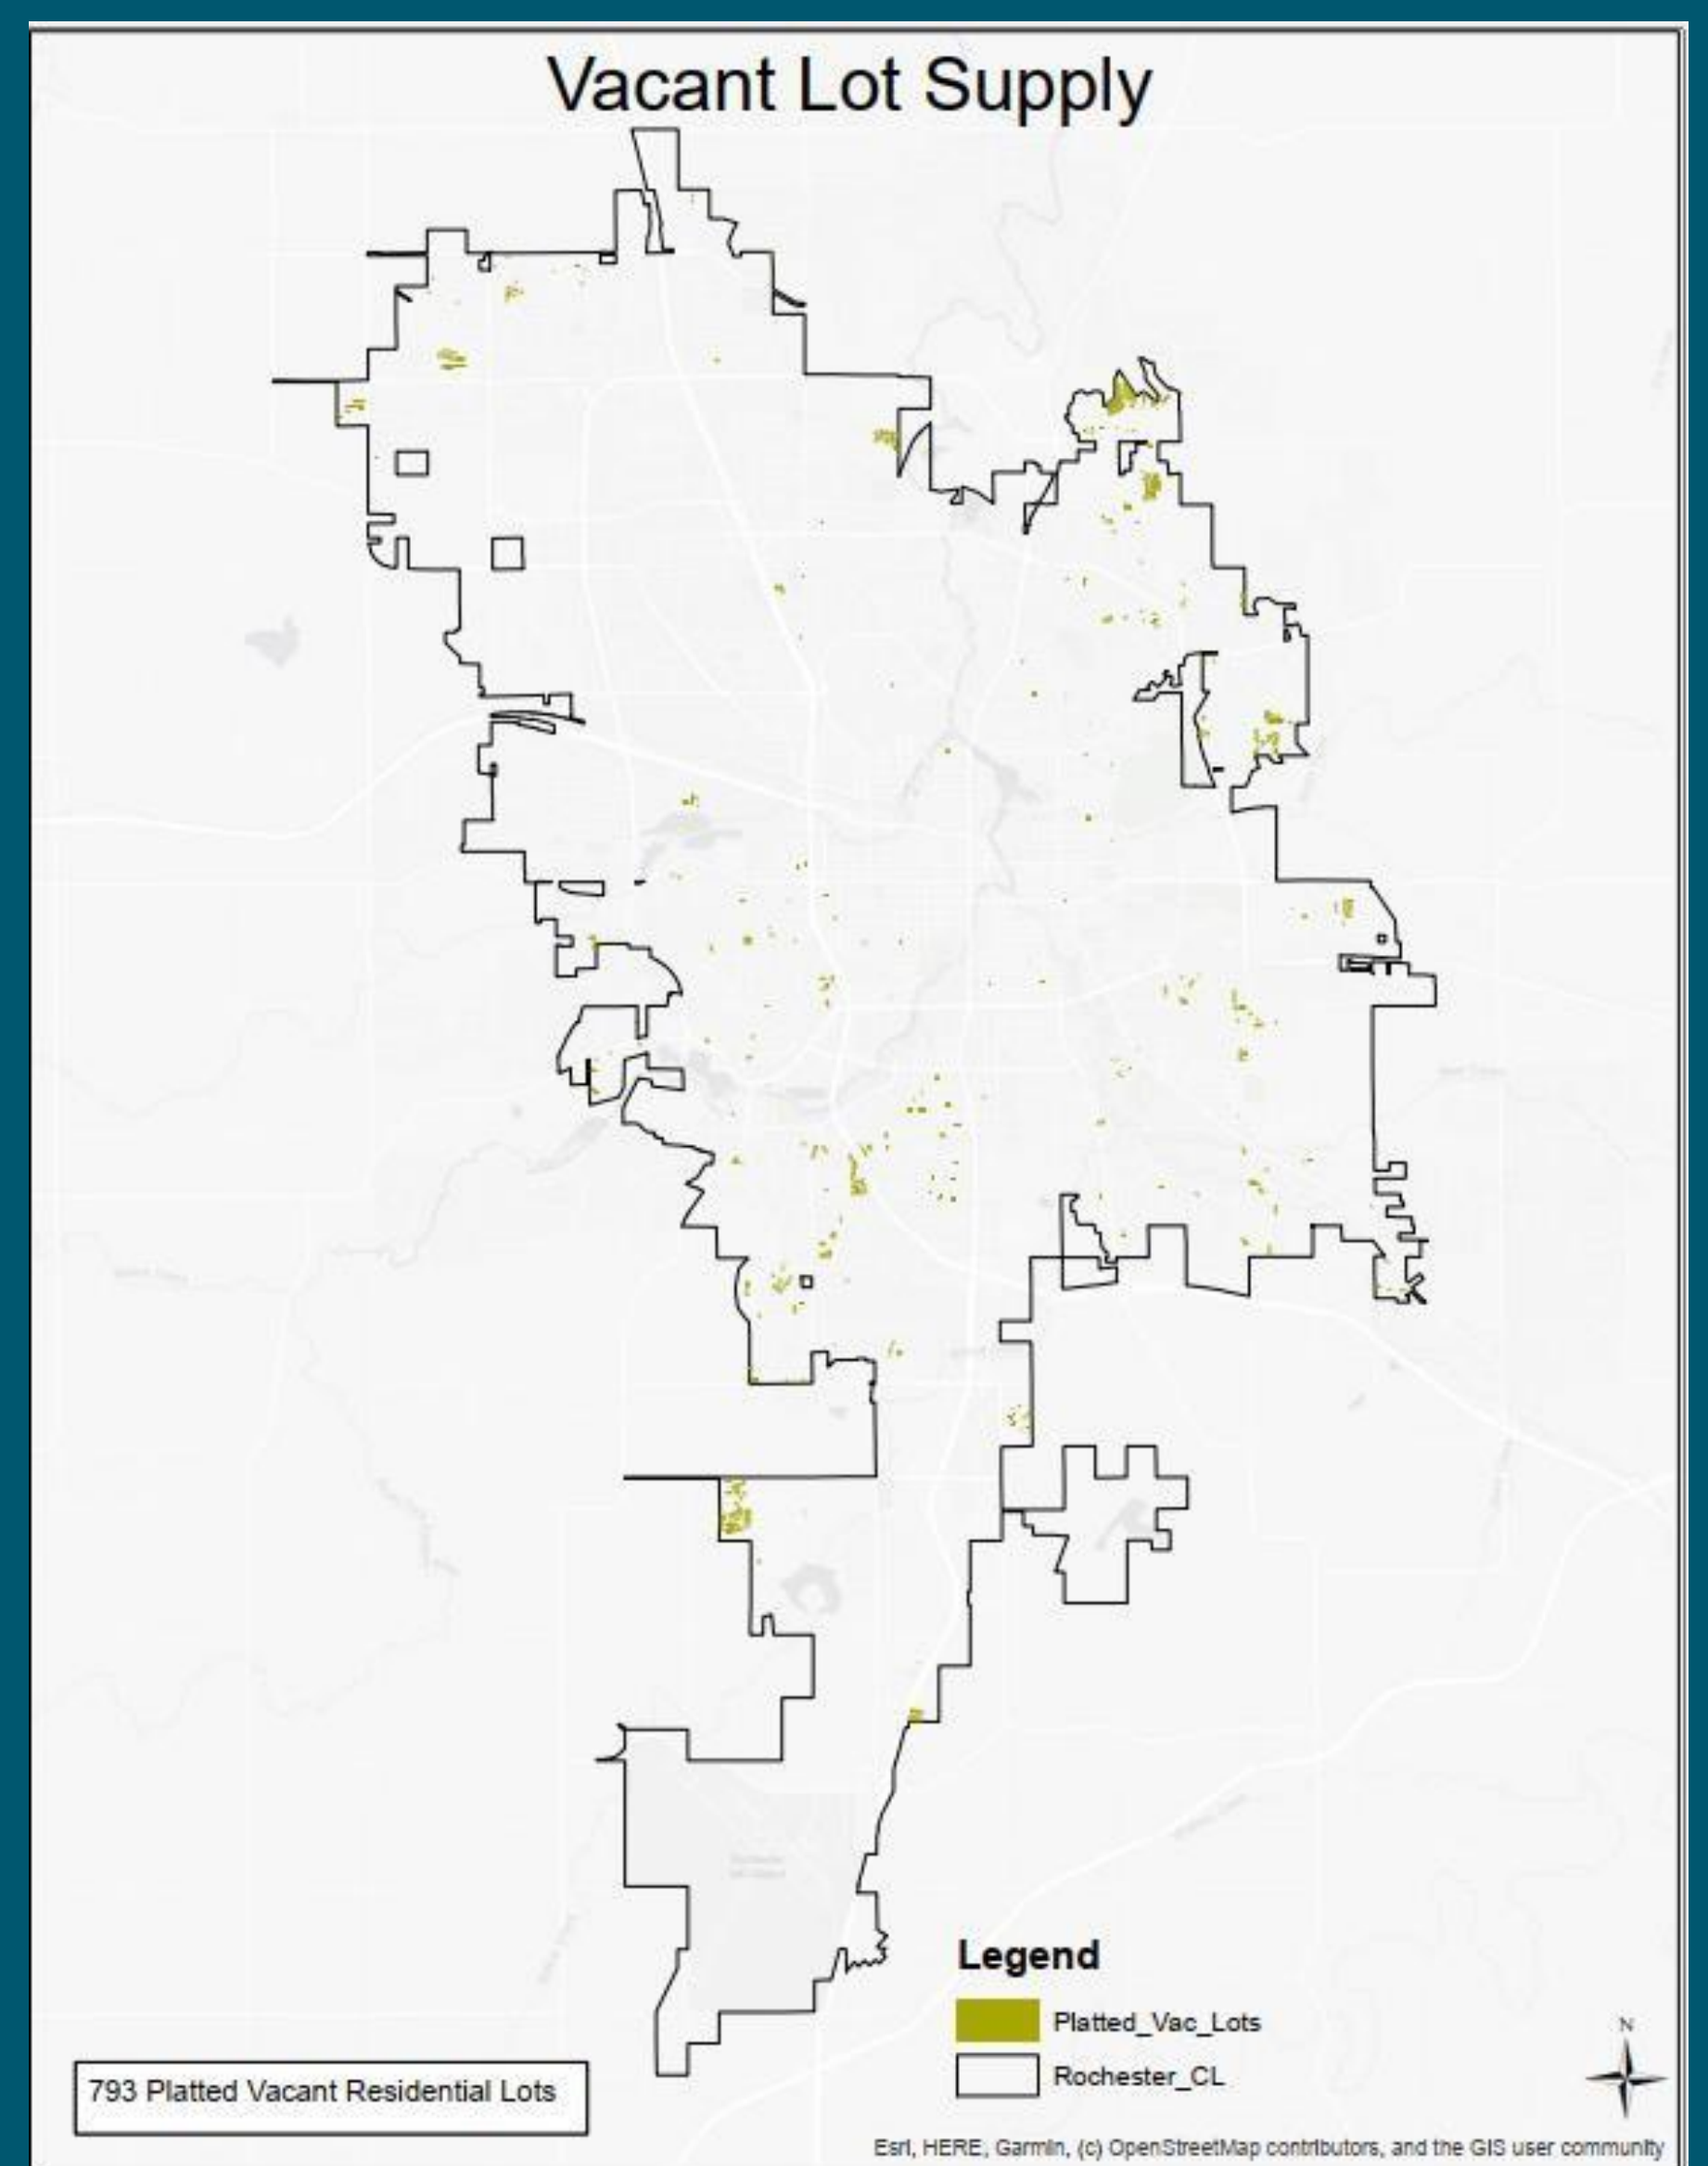 Vacant Lot Supply
Legend
Platted_Vac_Lots
Rochester_CL
N
793 Platted Vacant Residential Lots
Esri, HERE, Garmin, (c) OpenStreetMap contributors, and the GIS user community